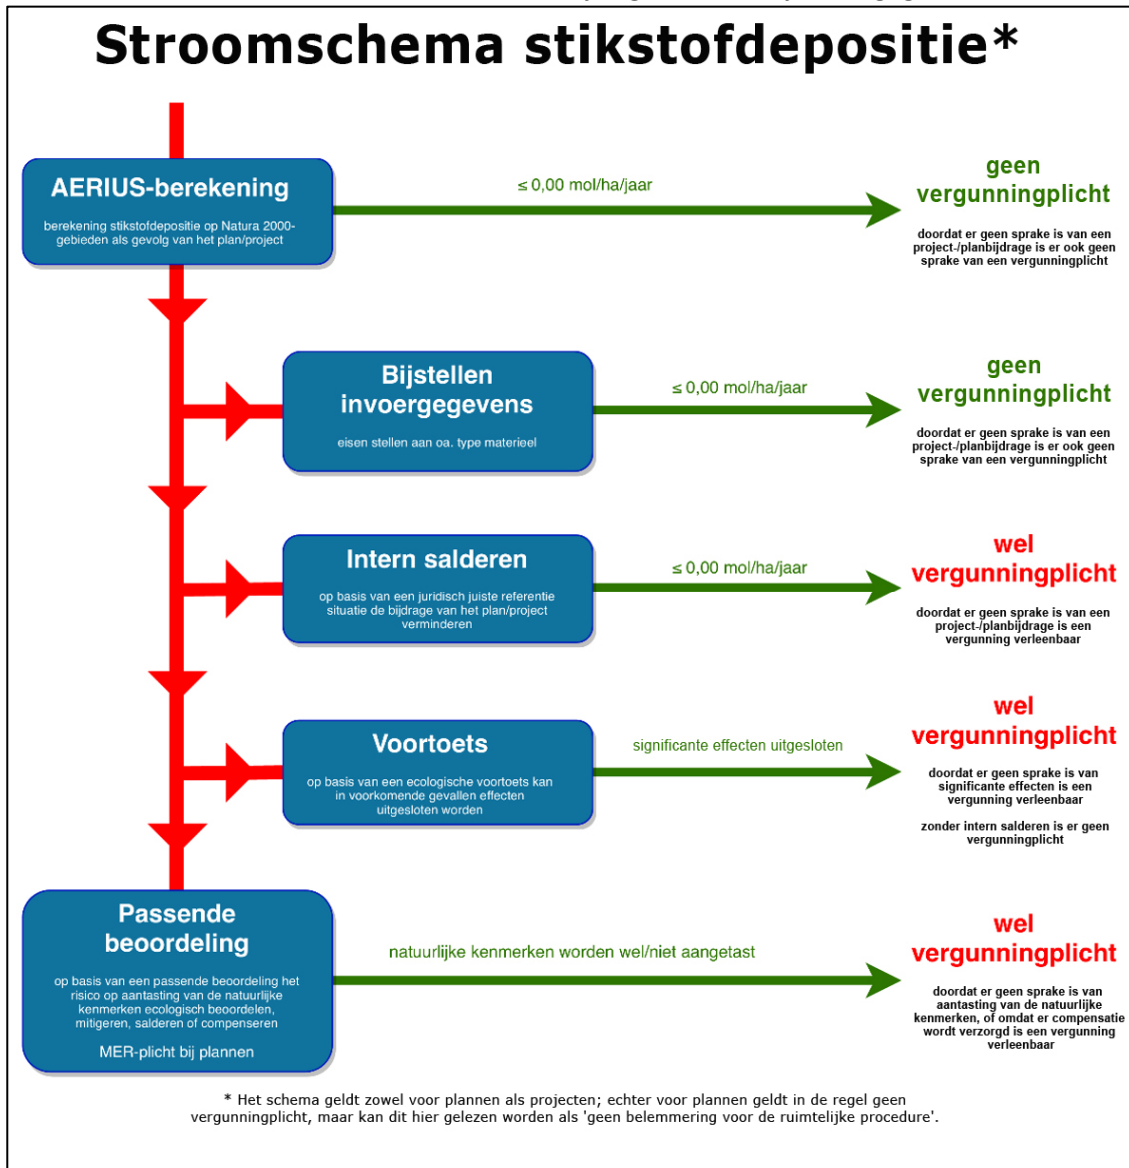 Stroomschema stikstofdepositie*
AERIUS-berekening
berekening stikstofdepositie op Natura 2000-
gebieden als gevolg van het plan/project
≤ 0,00 mol/ha/jaar
geen
vergunningplicht
doordat er geen sprake is van een
project-/planbijdrage is er ook geen
sprake van een vergunningplicht
Bijstellen
invoergegevens
eisen stellen aan oa. type materieel
≤ 0,00 mol/ha/jaar
geen
vergunningplicht
doordat er geen sprake is van een
project-/planbijdrage is er ook geen
sprake van een vergunningplicht
Intern salderen
op basis van een juridisch juiste referentie
situatie de bijdrage van het plan/project
verminderen
≤ 0,00 mol/ha/jaar
wel
vergunningplicht
doordat er geen sprake is van een
project-/planbijdrage is een
vergunning verleenbaar
Voortoets
op basis van een ecologische voortoets kan
in voorkomende gevallen effecten
uitgesloten worden
significante effecten uitgesloten
wel
vergunningplicht
doordat er geen sprake is van
significante effecten is een
vergunning verleenbaar
zonder intern salderen is er geen
vergunningplicht
Passende
beoordeling
op basis van een passende beoordeling het
risico op aantasting van de natuurlijke
kenmerken ecologisch beoordelen,
mitigeren, salderen of compenseren
MER-plicht bij plannen
natuurlijke kenmerken worden wel/niet aangetast
wel
vergunningplicht
doordat er geen sprake is van
aantasting van de natuurlijke
kenmerken, of omdat er compensatie
wordt verzorgd is een vergunning
verleenbaar
* Het schema geldt zowel voor plannen als projecten; echter voor plannen geldt in de regel geen
vergunningplicht, maar kan dit hier gelezen worden als 'geen belemmering voor de ruimtelijke procedure'.